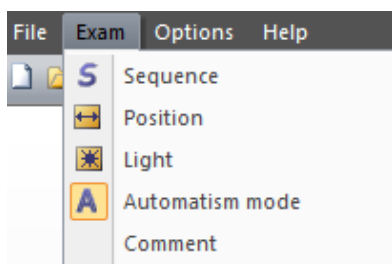 File Exam Options Help
S Sequence
Position
Light
A Automatism mode
Comment